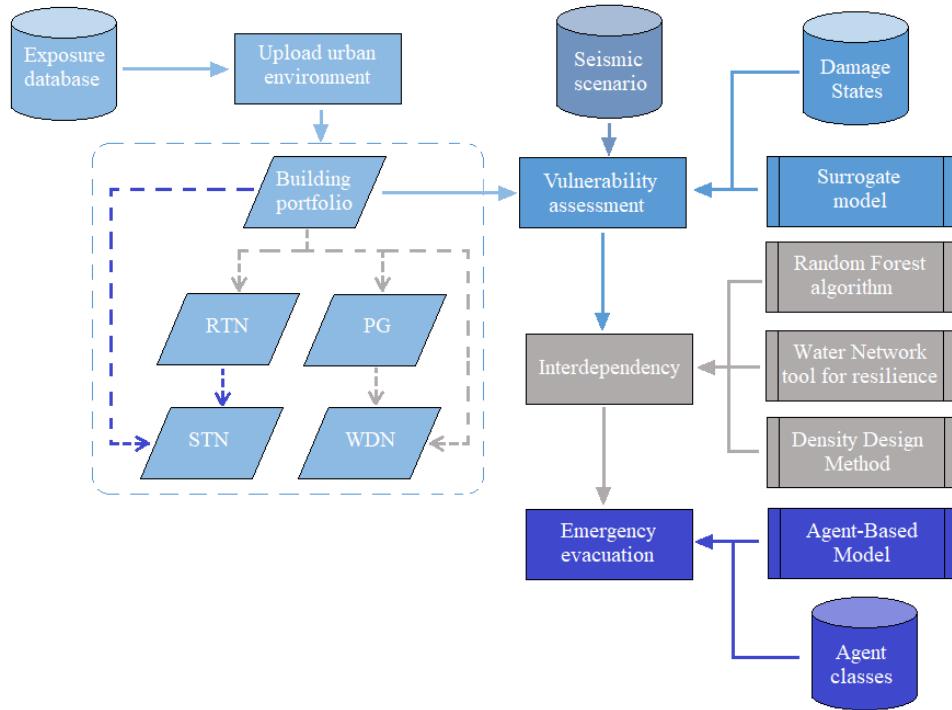 Exposure
database
Upload urban
environment
Seismic
scenario
Damage
States
Building
portfolio
Vulnerability
assessment
Surrogate
model
Random Forest
algorithm
RTN
PG
Interdependency
Water Network
tool for resilience
STN
WDN
Density Design
Method
Emergency
evacuation
Agent-Based
Model
Agent
classes